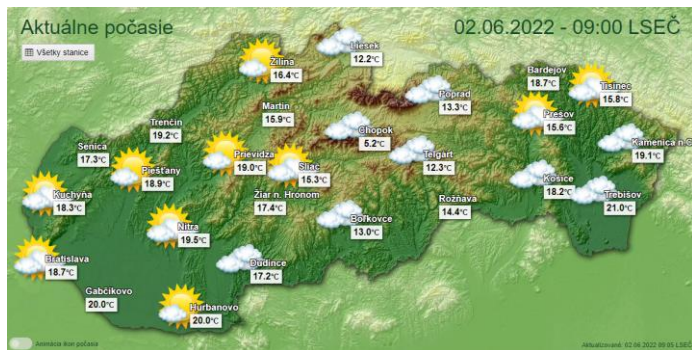 Aktuálne počasie
02.06.2022 - 09:00 LSEČ
Všetky stanice
Liesek
12.2°C
Žilina
16.4°C
Bardejov
18.7°C
Tisinec
15.8°C
Poprad
13.3°C
Martin
15.9°C
Prešov
15.6°C
Trenčín
19.2°C
Chopok
5.2°C
Kamenica n.C
19.1°C
Senica
17.3°C
Prievidza
19.0°C
Telgárt
12.3°C
Piešťany
18.9°C
Sliač
15.3°C
Košice
18.2°C
Kuchyňa
18.3°C
Žiar n. Hronom
17.4°C
Rožňava
14.4°C
Trebišov
21.0°C
Boľkovce
13.0°C
Nitra
19.5°C
Bratislava
18.7°C
Dudince
17.2°C
Gabčíkovo
20.0°C
Hurbanovo
20.0°C
Animácia ikon počasia
Aktualizované: 02.06.2022 09:05 LSEČ